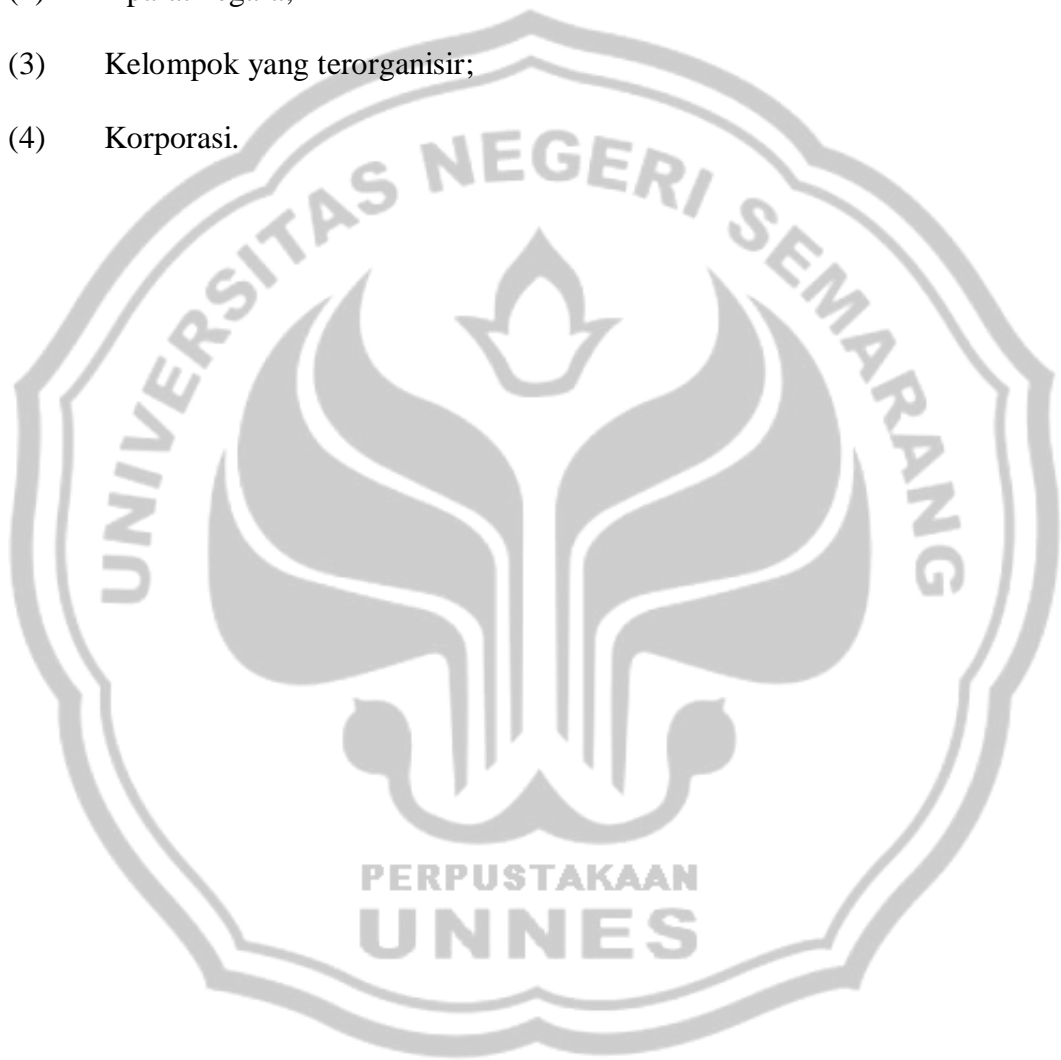 (3) Kelompok yang terorganisir;
(4) Korporasi.
UNIVERSITAS NEGERI SEMARANG
PERPUSTAKAAN
UNNES